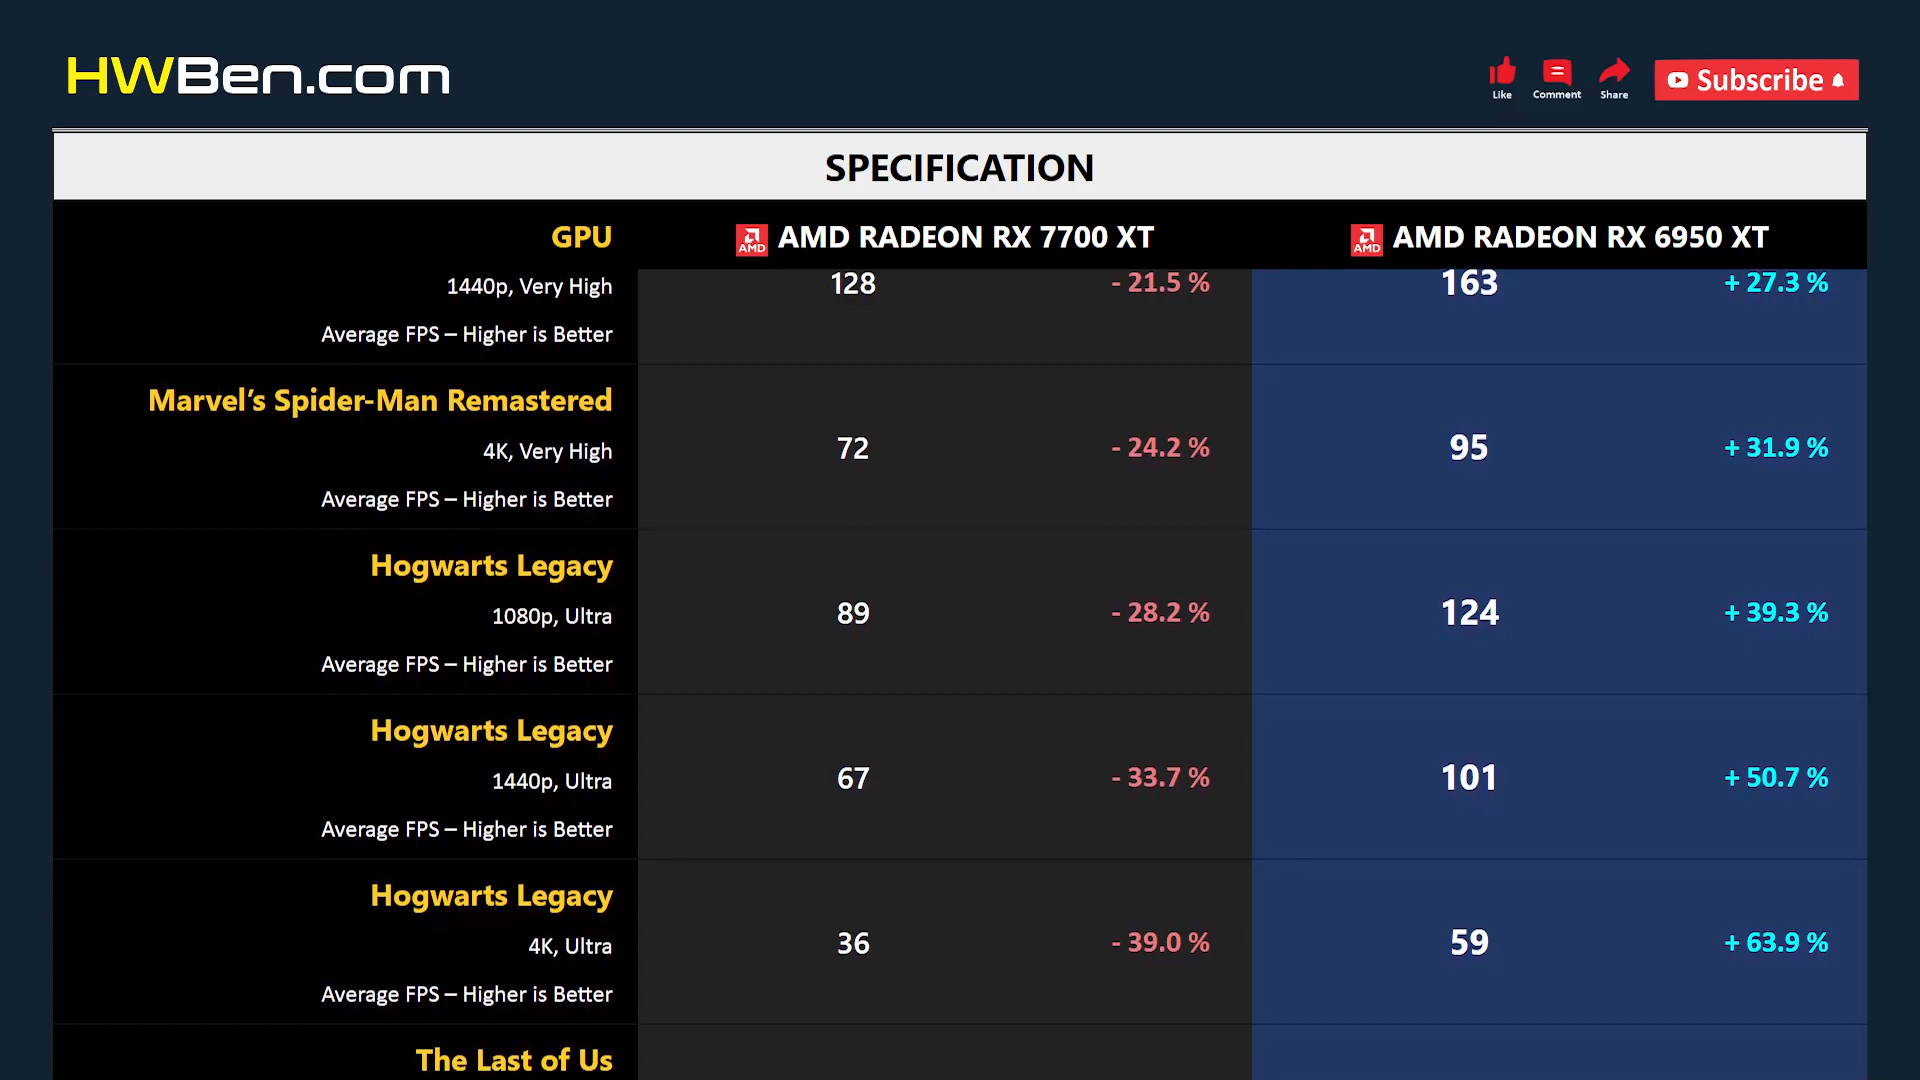 HWBen.com
Like
Comment
Share
Subscribe
SPECIFICATION
GPU AMD AMD RADEON RX 7700 XT AMD AMD RADEON RX 6950 XT
1440p, Very High 128 - 21.5 % 163 + 27.3 %
Average FPS – Higher is Better
Marvel’s Spider-Man Remastered
4K, Very High 72 - 24.2 % 95 + 31.9 %
Average FPS – Higher is Better
Hogwarts Legacy
1080p, Ultra 89 - 28.2 % 124 + 39.3 %
Average FPS – Higher is Better
Hogwarts Legacy
1440p, Ultra 67 - 33.7 % 101 + 50.7 %
Average FPS – Higher is Better
Hogwarts Legacy
4K, Ultra 36 - 39.0 % 59 + 63.9 %
Average FPS – Higher is Better
The Last of Us